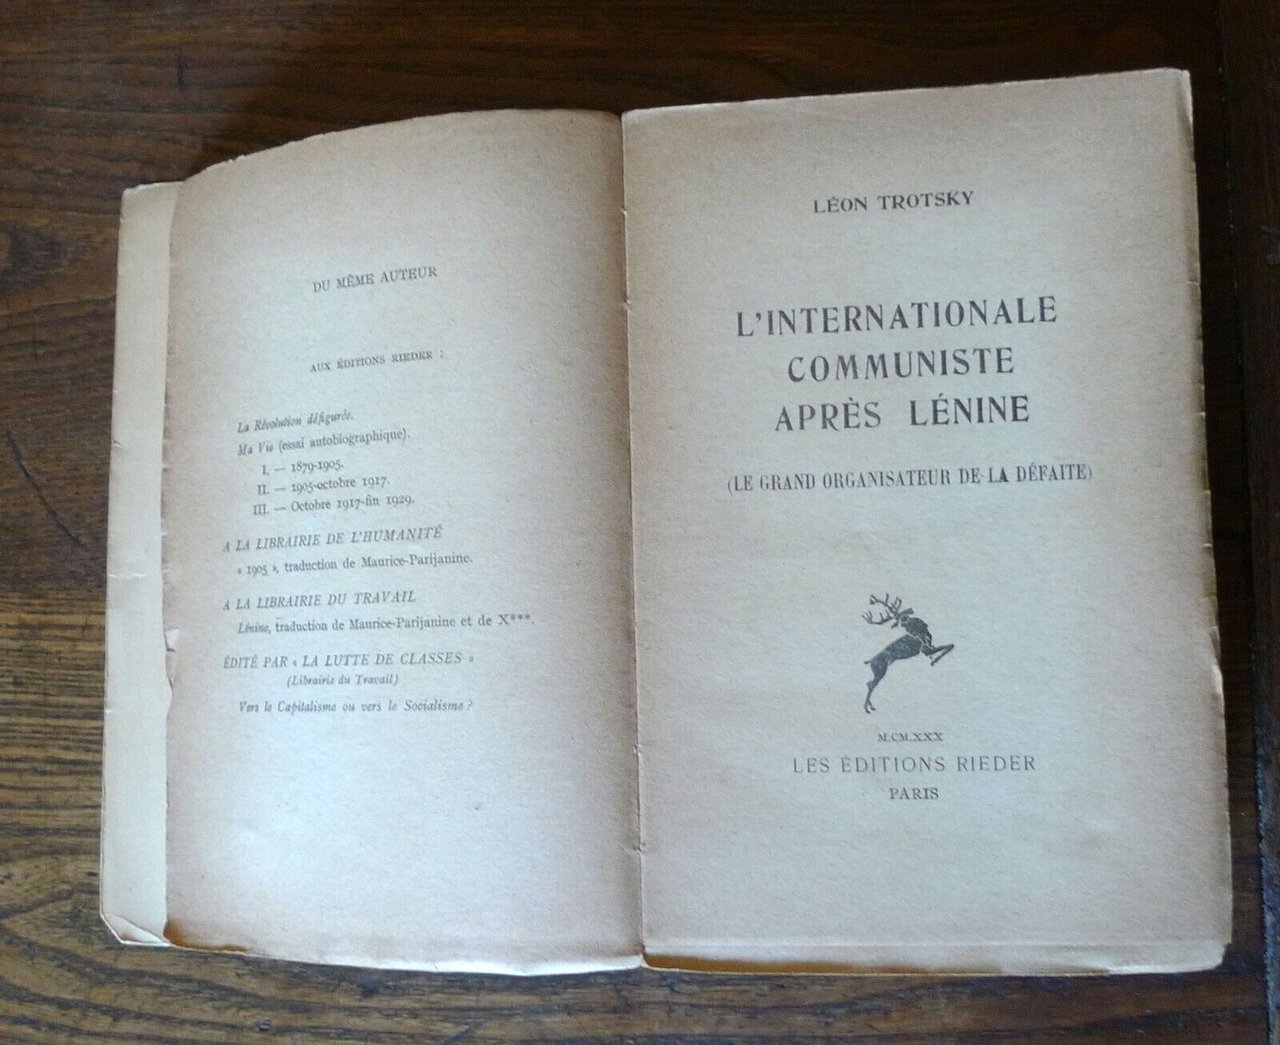 DU MÊME AUTEUR
AUX ÉDITIONS RIEDER :
La Révolution défigurée.
Ma Vie (essai autobiographique).
I. — 1879-1905.
II. — 1905-octobre 1917.
III. — Octobre 1917-fin 1929.
A LA LIBRAIRIE DE L'HUMANITÉ
« 1905 », traduction de Maurice-Parijanine.
A LA LIBRAIRIE DU TRAVAIL
Lénine, traduction de Maurice-Parijanine et de X***.
ÉDITÉ PAR « LA LUTTE DE CLASSES »
(Librairie du Travail)
Vers le Capitalisme ou vers le Socialisme ?
LÉON TROTSKY
L'INTERNATIONALE
COMMUNISTE
APRÈS LÉNINE
(LE GRAND ORGANISATEUR DE LA DÉFAITE)
M.CM.XXX
LES ÉDITIONS RIEDER
PARIS